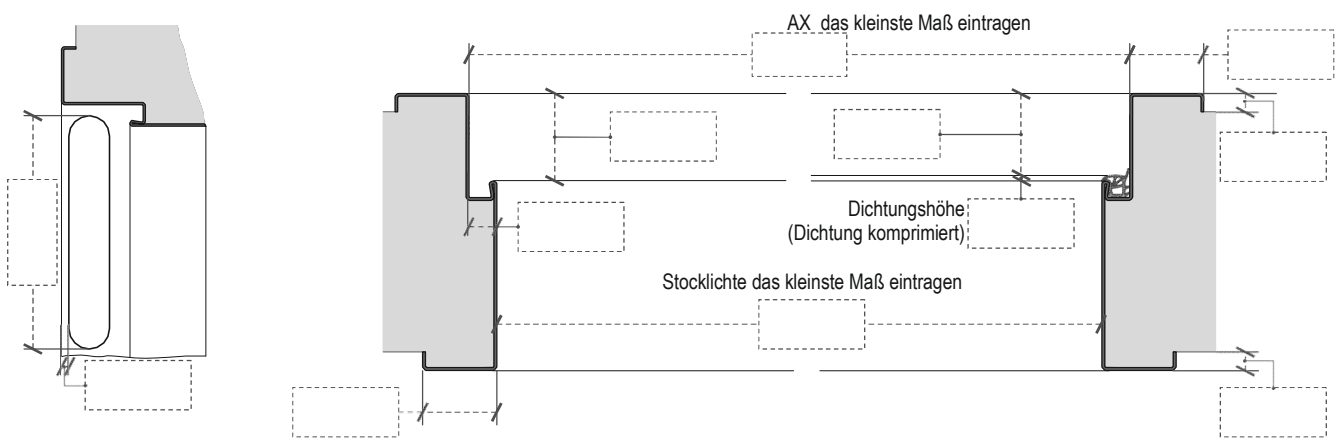 AX das kleinste Maß eintragen
Dichtungshöhe
(Dichtung komprimiert)
Stocklichte das kleinste Maß eintragen